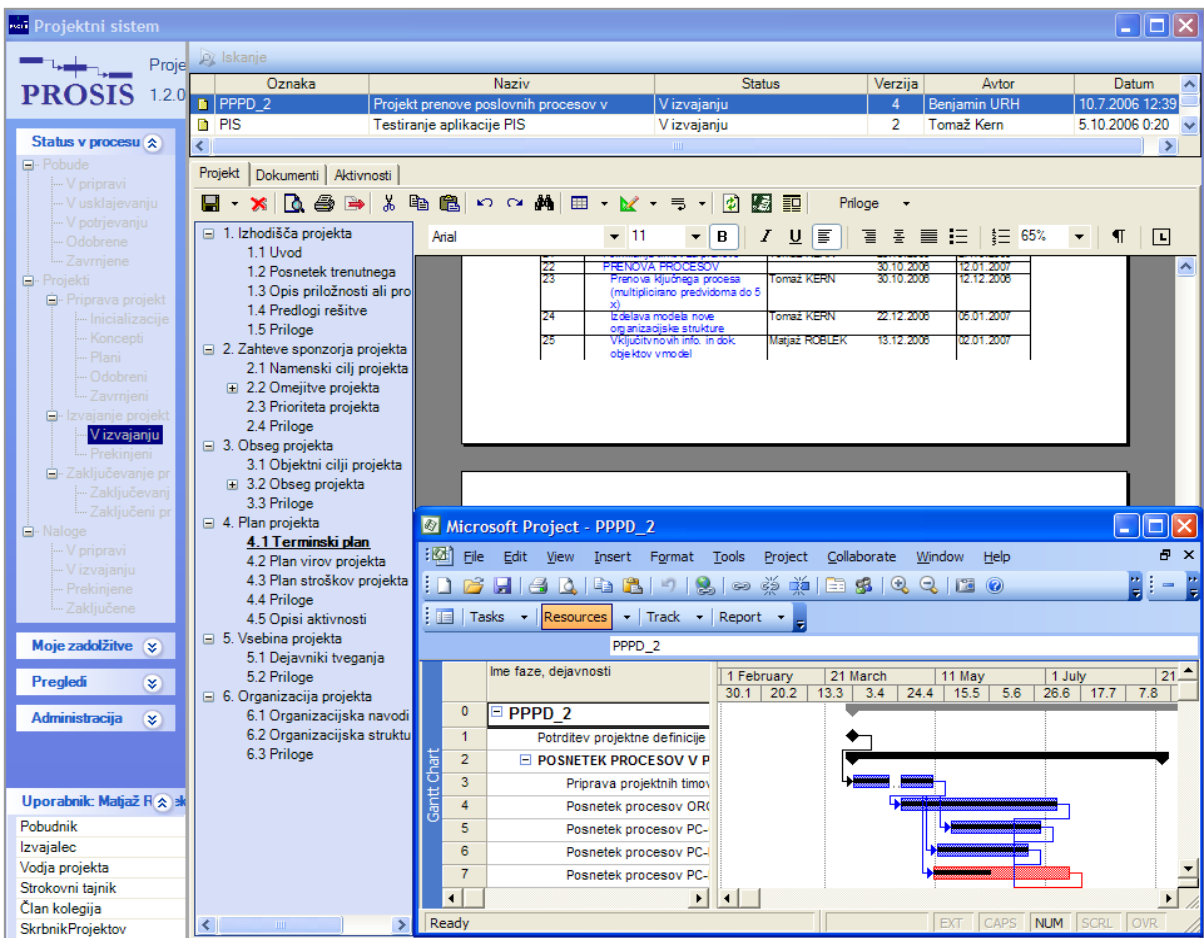 Projektni sistem
PROSIS
Proje
1.2.0
Iskanje
Oznaka Naziv Status Verzija Avtor Datum
PPPD_2 Projekt prenove poslovnih procesov v V izvajanju 4 Benjamin URH 10.7.2006 12:39
PIS Testiranje aplikacije PIS V izvajanju 2 Tomaž Kern 5.10.2006 0:20
Status v procesu
Pobude
V pripravi
V usklajevanju
V potrjevanju
Odobrene
Zavrnjene
Projekti
Priprava projekt
Inicializacije
Koncepti
Plani
Odobreni
Zavrnjeni
Izvajanje projekt
V izvajanju
Prekinjeni
Zaključevanje pr
Zaključevanj
Zaključeni pr
Naloge
V pripravi
V izvajanju
Prekinjene
Zaključene
Moje zadolžitve
Pregledi
Administracija
Uporabnik: Matjaž R
Pobudnik
Izvajalec
Vodja projekta
Strokovni tajnik
Član kolegija
SkrbnikProjektov
Projekt Dokumenti Aktivnosti
Priloge
Arial 11 B I U 65% ¶ L
1. Izhodišča projekta
1.1 Uvod
1.2 Posnetek trenutnega
1.3 Opis priložnosti ali pro
1.4 Predlogi rešitve
1.5 Priloge
2. Zahteve sponzorja projekta
2.1 Namenski cilj projekta
2.2 Omejitve projekta
2.3 Prioriteta projekta
2.4 Priloge
3. Obseg projekta
3.1 Objektni cilji projekta
3.2 Obseg projekta
3.3 Priloge
4. Plan projekta
4.1 Terminski plan
4.2 Plan virov projekta
4.3 Plan stroškov projekta
4.4 Priloge
4.5 Opisi aktivnosti
5. Vsebina projekta
5.1 Dejavniki tveganja
5.2 Priloge
6. Organizacija projekta
6.1 Organizacijska navodi
6.2 Organizacijska struktu
6.3 Priloge
22 PRENOVA PROCESOV 30.10.2006 12.01.2007
23 Prenova ključnega procesa Tomaž KERN 30.10.2006 12.12.2006
(multiplicirano predvidoma do 5
x)
24 Izdelava modela nove Tomaž KERN 22.12.2006 05.01.2007
organizacijske strukture
25 Vključitvnovih info. in dok. Matjaž ROBLEK 13.12.2006 02.01.2007
objektov v model
Microsoft Project - PPPD_2
File Edit View Insert Format Tools Project Collaborate Window Help
Tasks Resources Track Report
PPPD_2
Gantt Chart
Ime faze, dejavnosti
1 February 21 March 11 May 1 July 21
30.1 20.2 13.3 3.4 24.4 15.5 5.6 26.6 17.7 7.8
0 PPPD_2
1 Potrditev projektne definicije
2 POSNETEK PROCESOV V P
3 Priprava projektnih timov
4 Posnetek procesov ORG
5 Posnetek procesov PC-
6 Posnetek procesov PC-
7 Posnetek procesov PC-
Ready EXT CAPS NUM SCRL OVR